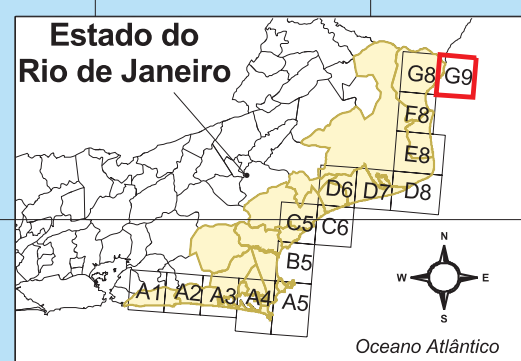 Estado do
Rio de Janeiro
G8 G9
F8
E8
D6 D7 D8
C5 C6
B5
A1 A2 A3 A4 A5
N
W E
S
Oceano Atlântico